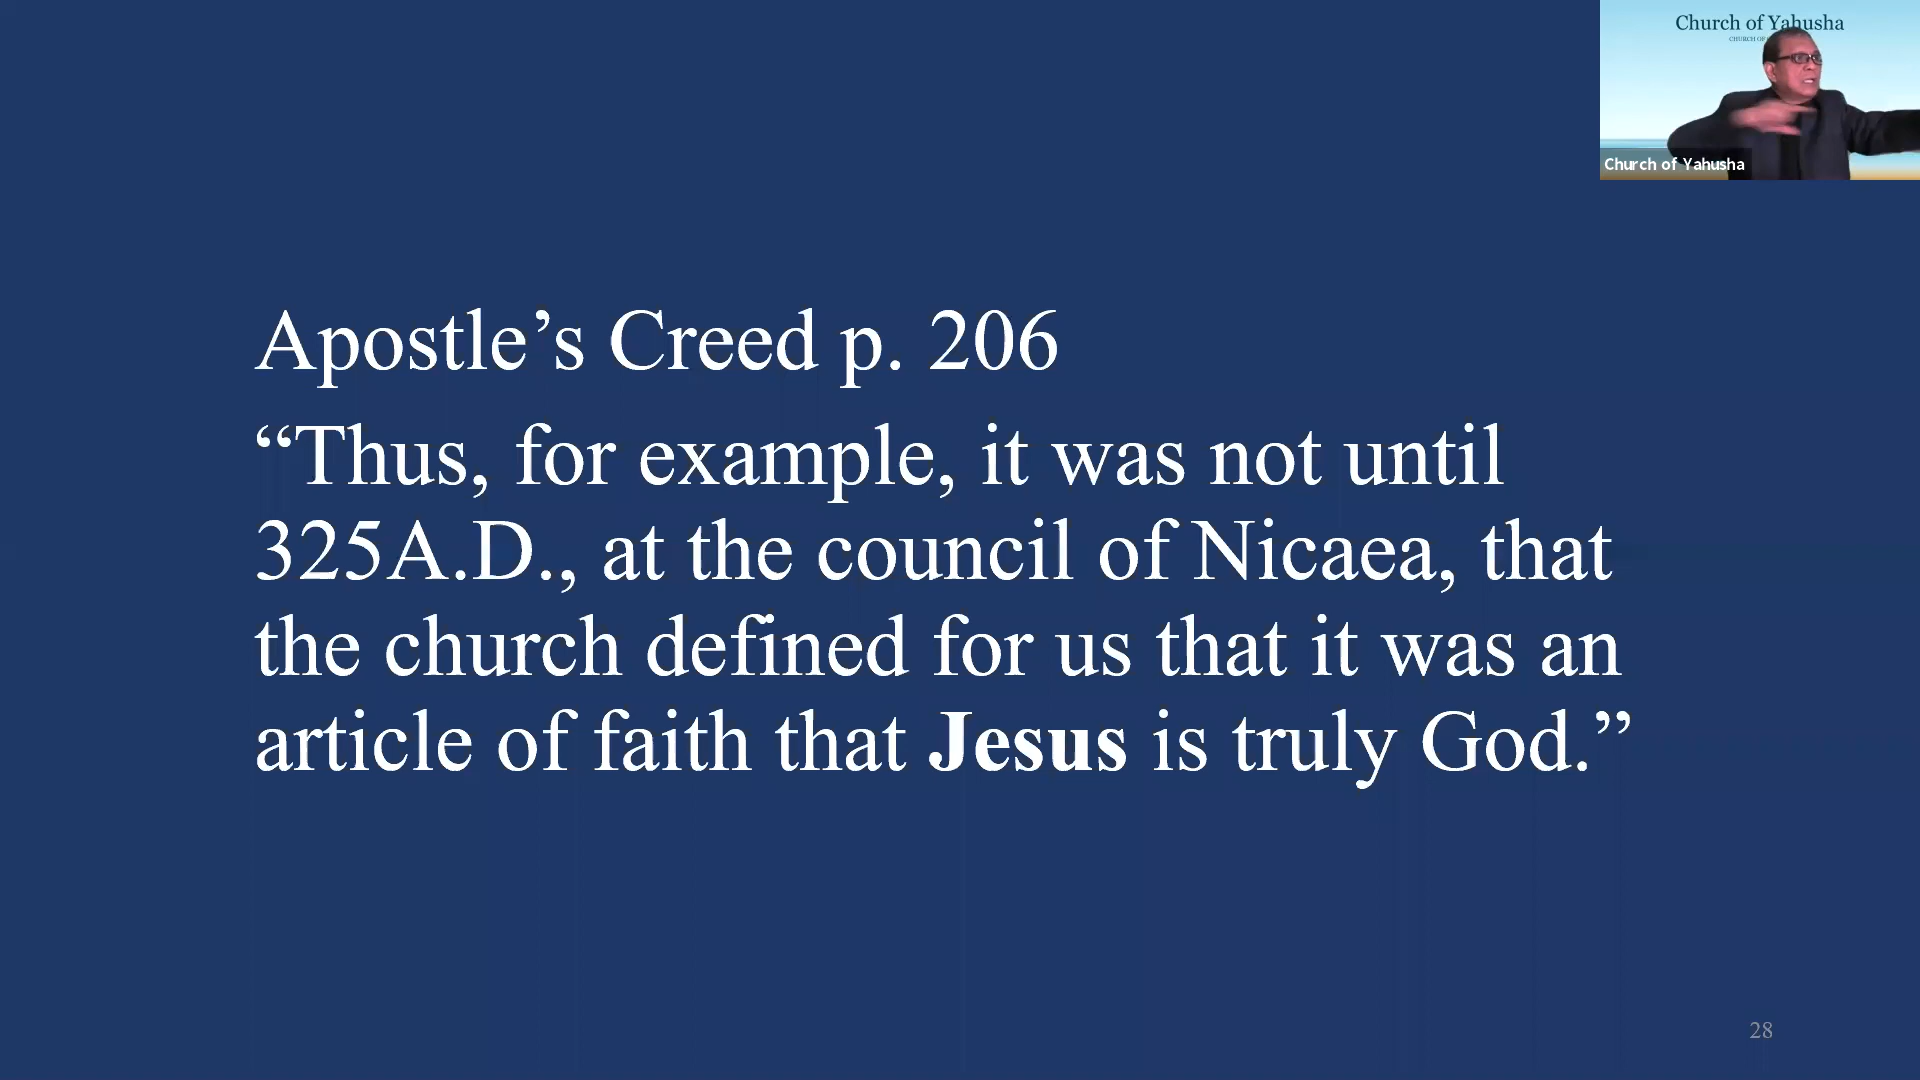 Church of Yahusha
Church of Yahusha
Apostle’s Creed p. 206
“Thus, for example, it was not until
325A.D., at the council of Nicaea, that
the church defined for us that it was an
article of faith that Jesus is truly God.”
28